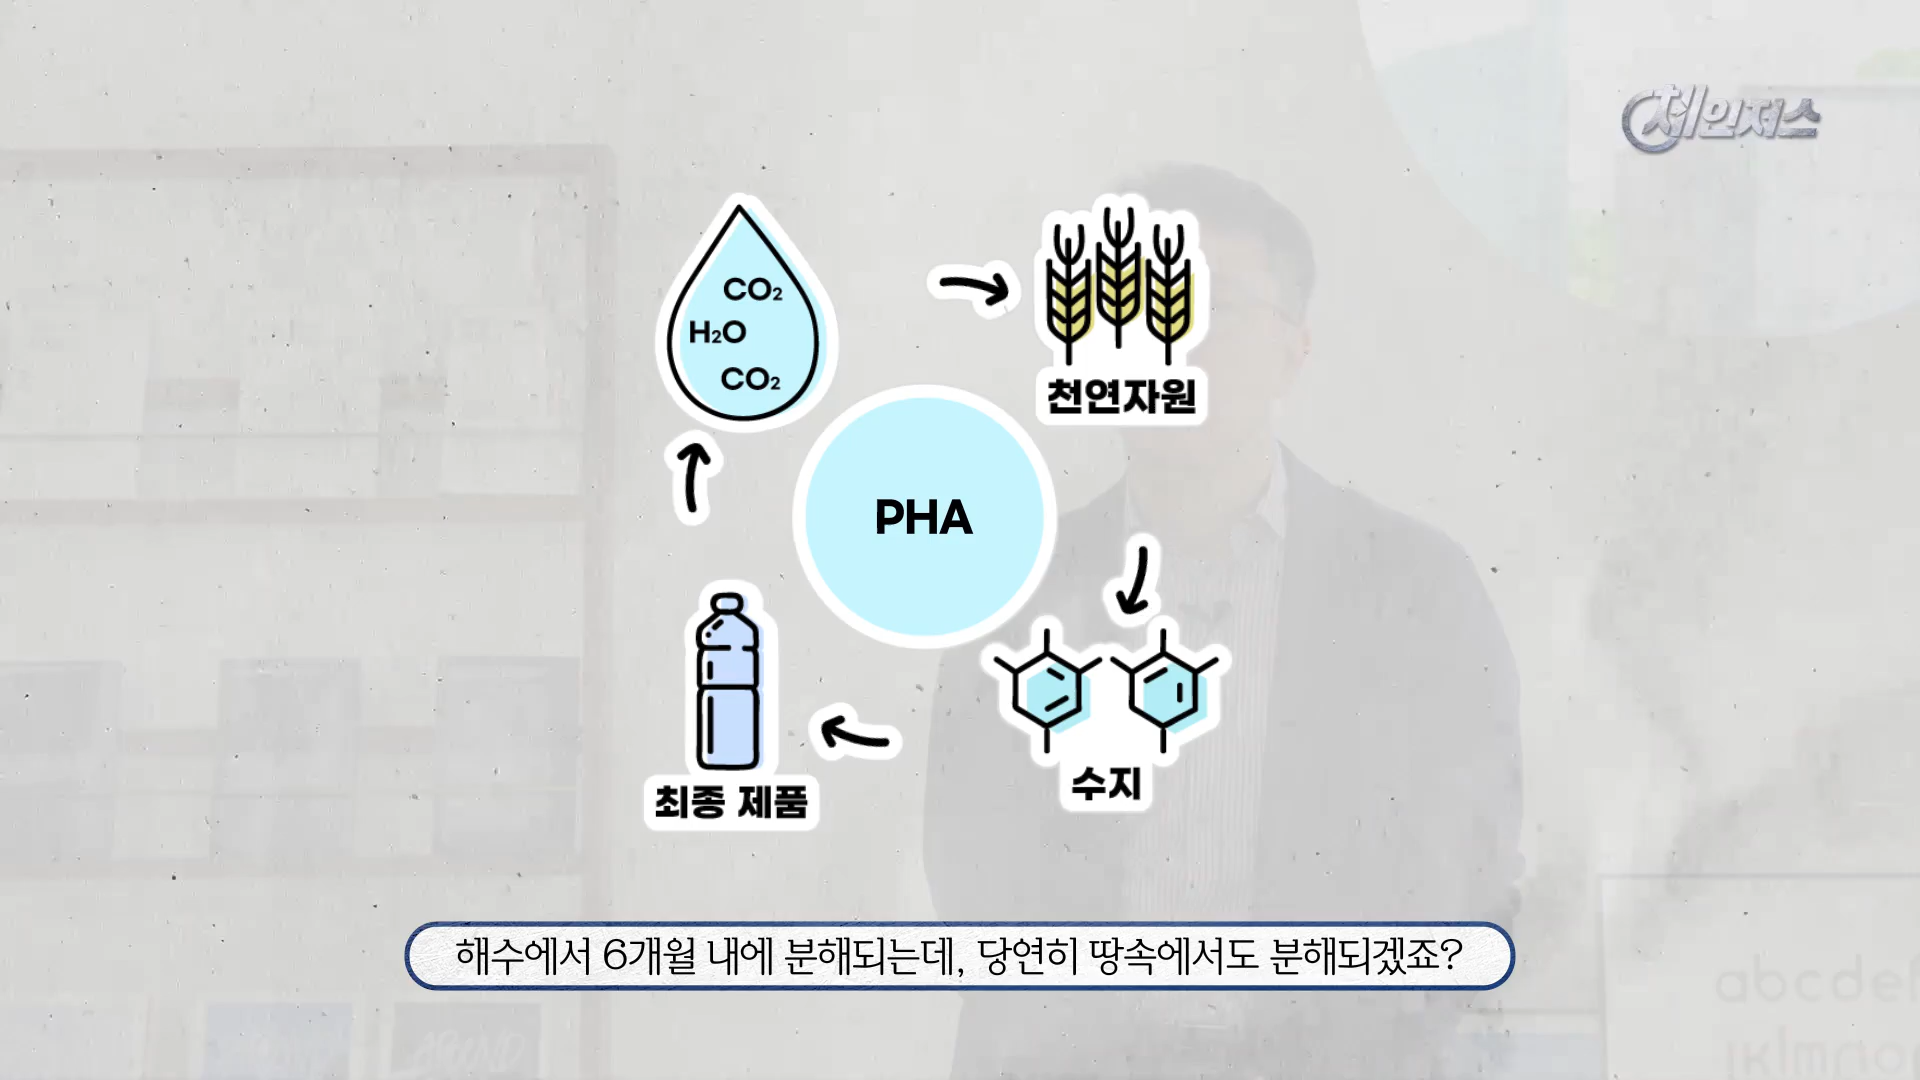 체인저스
CO₂
H₂O
CO₂
천연자원
PHA
최종 제품
수지
해수에서 6개월 내에 분해되는데, 당연히 땅속에서도 분해되겠죠?
abcdef